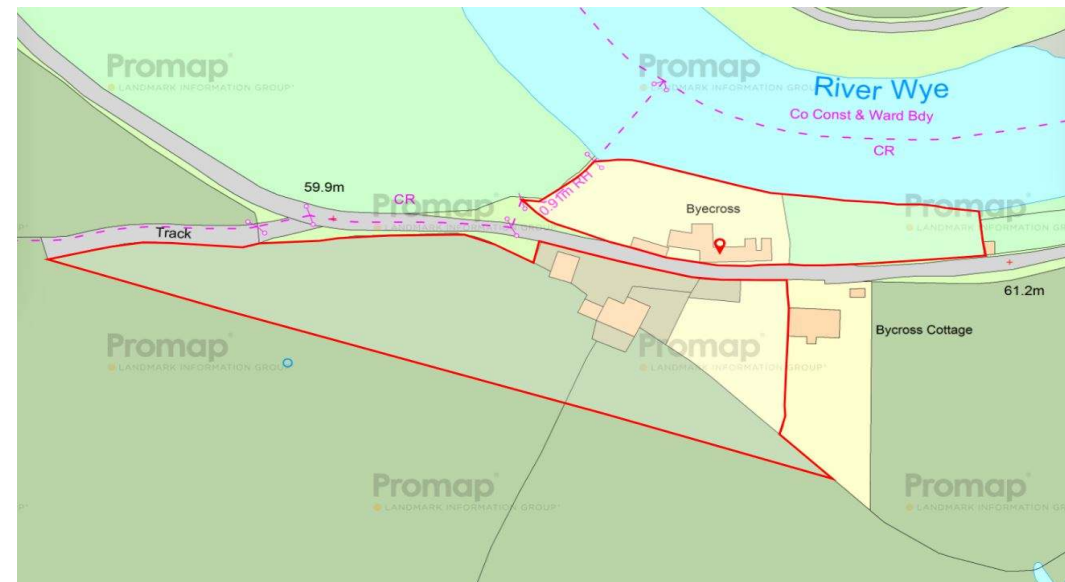 Promap
© LANDMARK INFORMATION GROUP
Promap
© LANDMARK INFORMATION GROUP
River Wye
Co Const & Ward Bdy
CR
59.9m
CR
0.91m RH
Promap
© LANDMARK INFORMATION GROUP
Byecross
Promap
© LANDMARK INFORMATION GROUP
Track
61.2m
Bycross Cottage
Promap
© LANDMARK INFORMATION GROUP
Promap
© LANDMARK INFORMATION GROUP
Promap
© LANDMARK INFORMATION GROUP
Promap
© LANDMARK INFORMATION GROUP